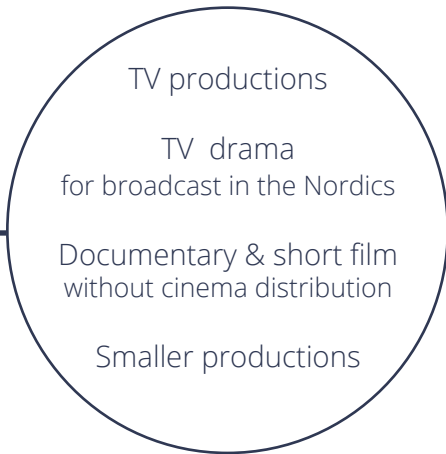 TV productions
TV drama
for broadcast in the Nordics
Documentary & short film
without cinema distribution
Smaller productions